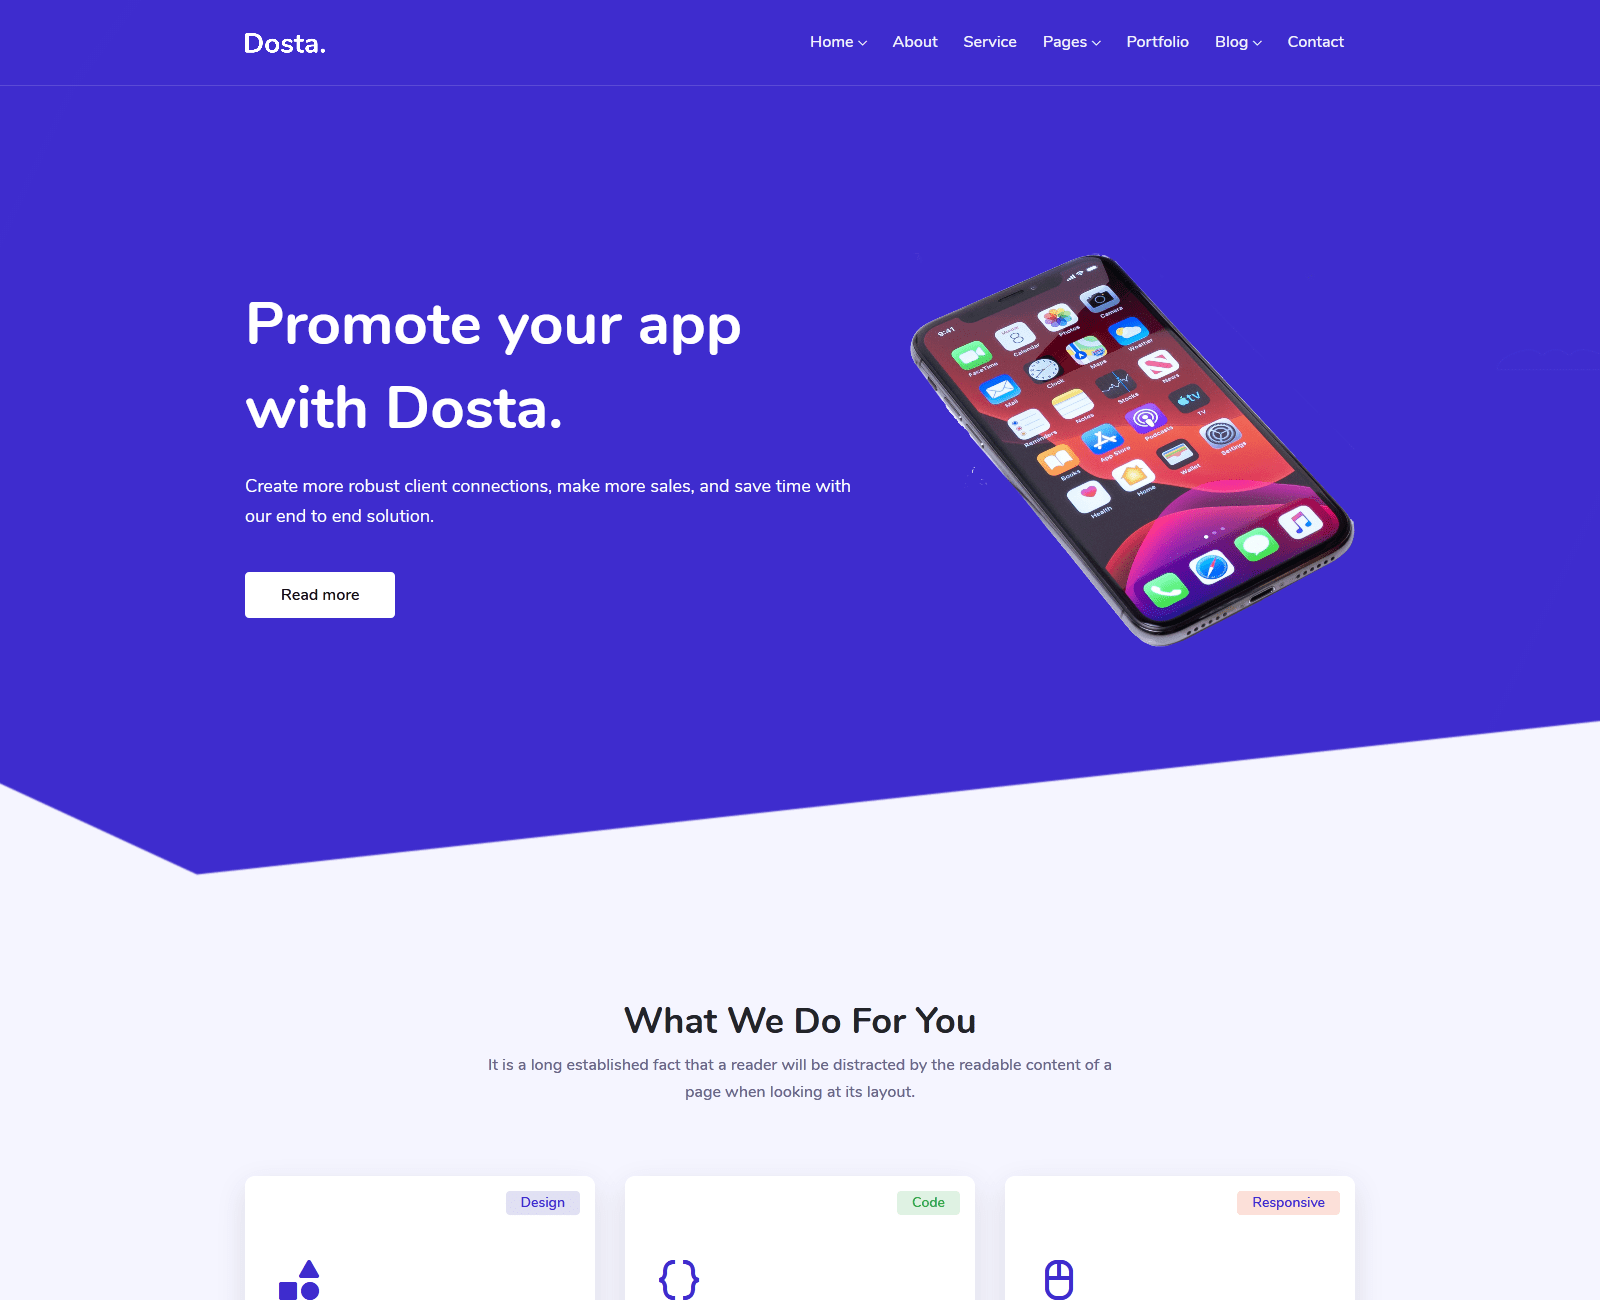 Dosta.
Home
About
Service
Pages
Portfolio
Blog
Contact
Promote your app
with Dosta.
Create more robust client connections, make more sales, and save time with
our end to end solution.
Read more
9:41
FaceTime
Calendar
8
Photos
Camera
Mail
Clock
Maps
Weather
Reminders
Notes
Stocks
News
Books
App Store
Podcasts
tv
TV
Health
Home
Wallet
Settings
What We Do For You
It is a long established fact that a reader will be distracted by the readable content of a
page when looking at its layout.
Design
Code
Responsive